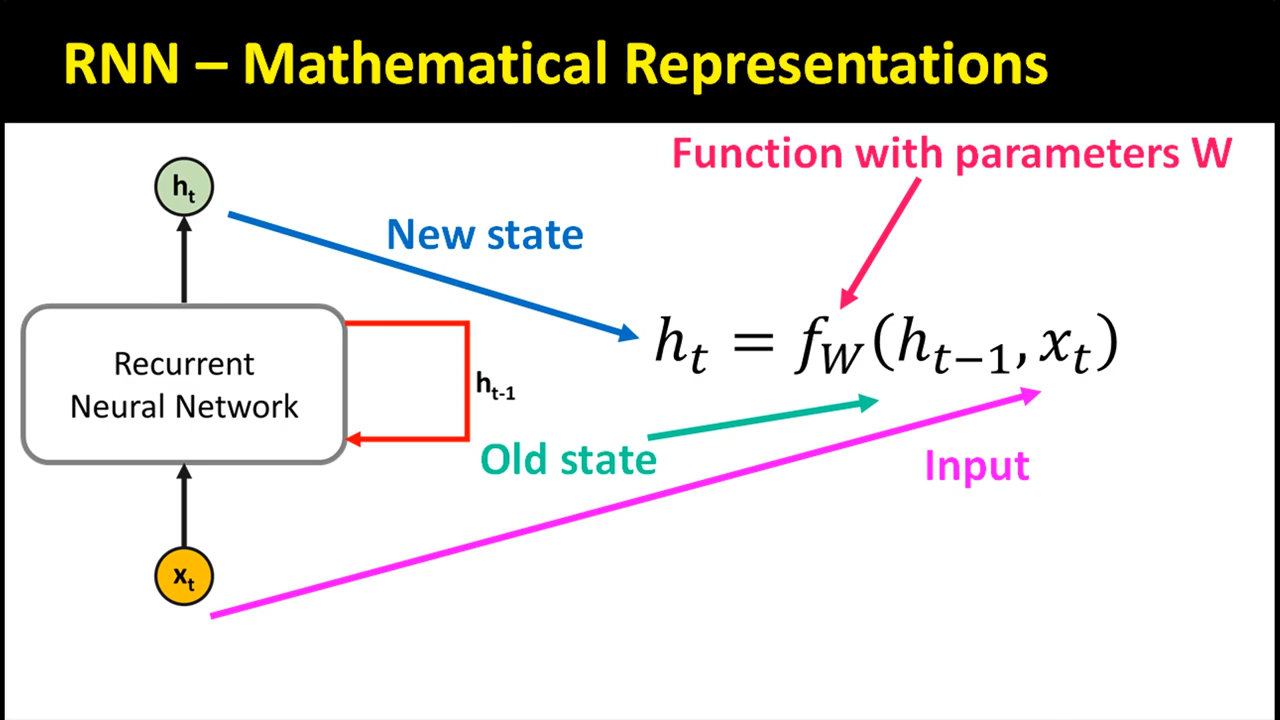 RNN – Mathematical Representations
Function with parameters W
hₜ
New state
hₜ = f_W(hₜ₋₁, xₜ)
Recurrent
Neural Network
hₜ₋₁
Old state
Input
xₜ